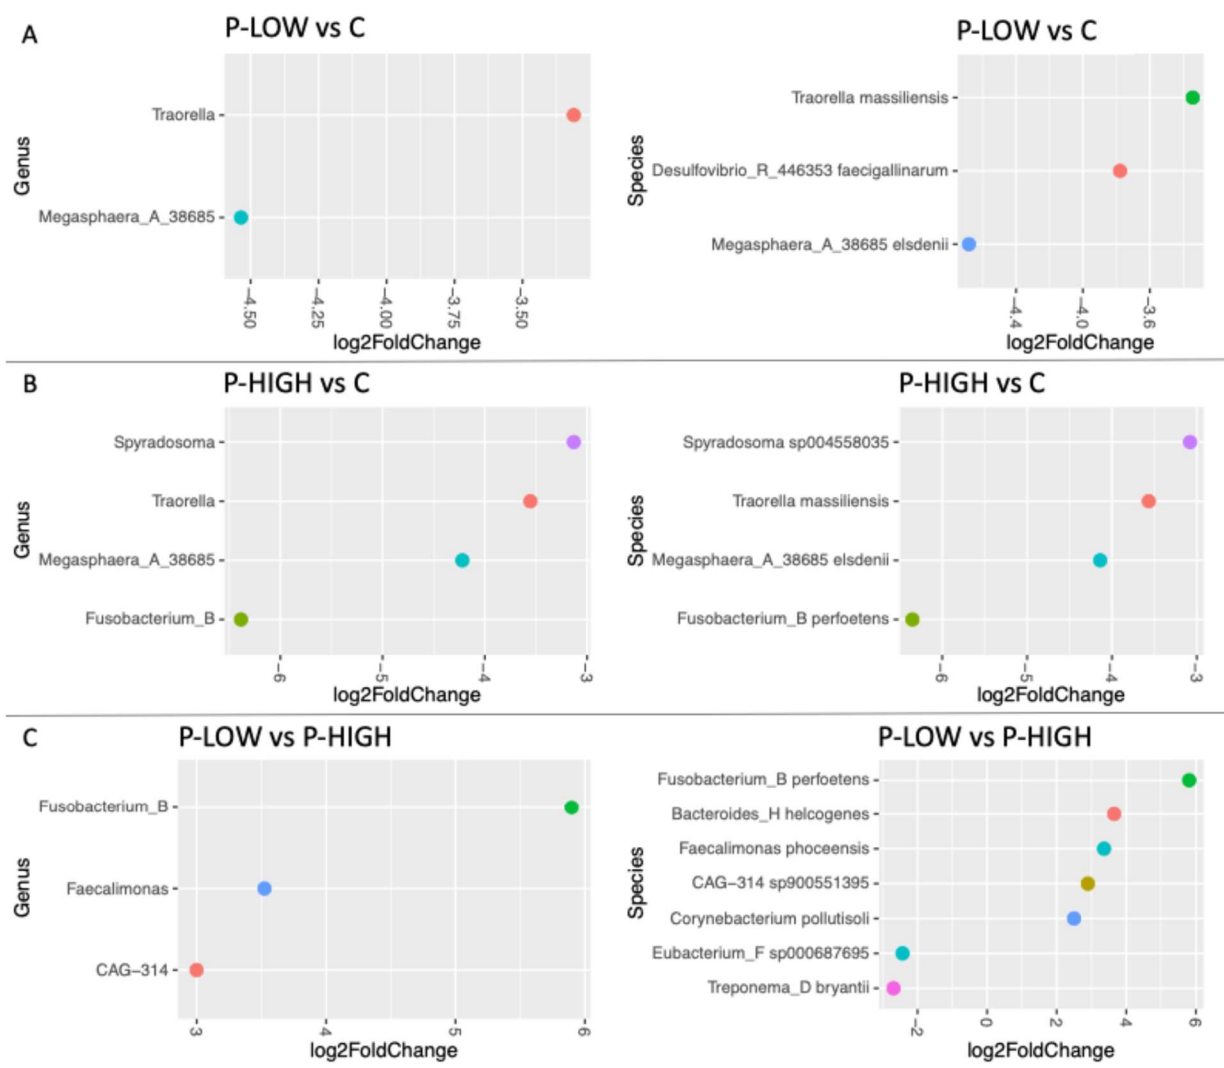 A
P-LOW vs C
Genus
Traorella
Megasphaera_A_38685
−4.50
−4.25
−4.00
−3.75
−3.50
log2FoldChange
P-LOW vs C
Species
Traorella massiliensis
Desulfovibrio_R_446353 faecigallinarum
Megasphaera_A_38685 elsdenii
−4.4
−4.0
−3.6
log2FoldChange
B
P-HIGH vs C
Genus
Spyradosoma
Traorella
Megasphaera_A_38685
Fusobacterium_B
−6
−5
−4
−3
log2FoldChange
P-HIGH vs C
Species
Spyradosoma sp004558035
Traorella massiliensis
Megasphaera_A_38685 elsdenii
Fusobacterium_B perfoetens
−6
−5
−4
−3
log2FoldChange
C
P-LOW vs P-HIGH
Genus
Fusobacterium_B
Faecalimonas
CAG−314
3
4
5
6
log2FoldChange
P-LOW vs P-HIGH
Species
Fusobacterium_B perfoetens
Bacteroides_H helcogenes
Faecalimonas phoceensis
CAG−314 sp900551395
Corynebacterium pollutisoli
Eubacterium_F sp000687695
Treponema_D bryantii
−2
0
2
4
6
log2FoldChange